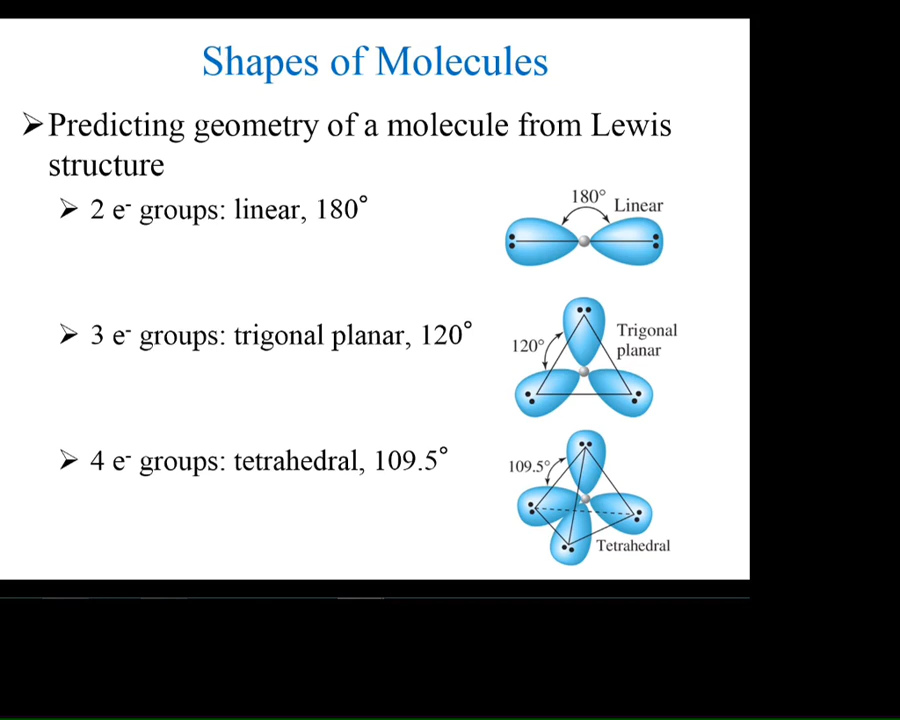 Shapes of Molecules
➢Predicting geometry of a molecule from Lewis
structure
➢ 2 e⁻ groups: linear, 180°
180°
Linear
➢ 3 e⁻ groups: trigonal planar, 120°
120°
Trigonal
planar
➢ 4 e⁻ groups: tetrahedral, 109.5°
109.5°
Tetrahedral